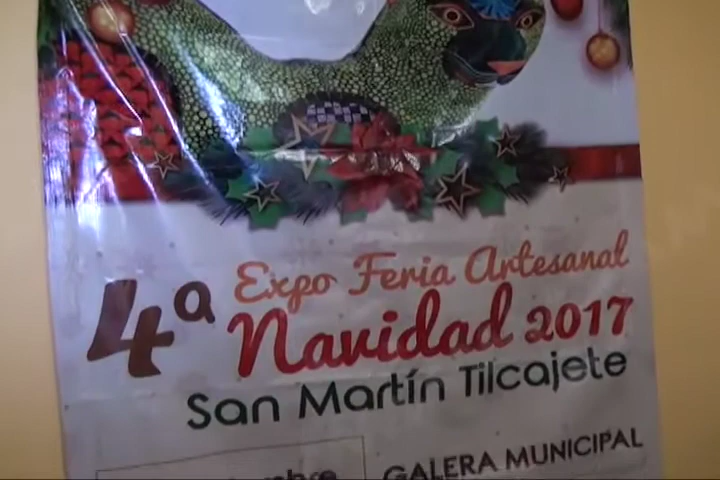 4ª Expo Feria Artesanal
Navidad 2017
San Martín Tilcajete
GALERA MUNICIPAL